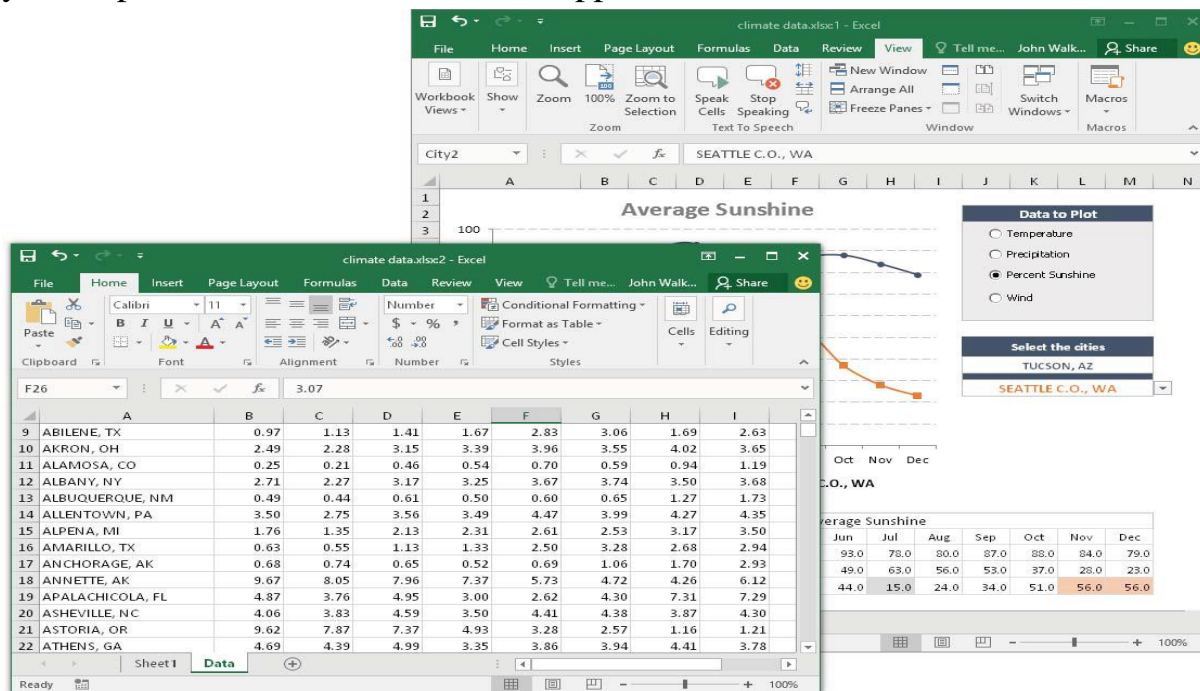 climate data.xlsx:1 - Excel
File Home Insert Page Layout Formulas Data Review View Tell me... John Walk... Share
Workbook Views Show Zoom 100% Zoom to Selection Speak Cells Stop Speaking New Window Arrange All Freeze Panes Switch Windows Macros
Zoom Text To Speech Window Macros
City2 fx SEATTLE C.O., WA
A B C D E F G H I J K L M N
1
2 Average Sunshine Data to Plot
3 100 Temperature
Precipitation
Percent Sunshine
Wind
Select the cities
TUCSON, AZ
SEATTLE C.O., WA
Oct Nov Dec
C.O., WA
verage Sunshine
Jun Jul Aug Sep Oct Nov Dec
93.0 78.0 80.0 87.0 88.0 84.0 79.0
49.0 63.0 56.0 53.0 37.0 28.0 23.0
44.0 15.0 24.0 34.0 51.0 56.0 56.0
100%
climate data.xlsx:2 - Excel
File Home Insert Page Layout Formulas Data Review View Tell me... John Walk... Share
Paste Calibri 11 B I U A A A Number $ % , Conditional Formatting Format as Table Cell Styles Cells Editing
Clipboard Font Alignment Number Styles
F26 fx 3.07
A B C D E F G H I
9 ABILENE, TX 0.97 1.13 1.41 1.67 2.83 3.06 1.69 2.63
10 AKRON, OH 2.49 2.28 3.15 3.39 3.96 3.55 4.02 3.65
11 ALAMOSA, CO 0.25 0.21 0.46 0.54 0.70 0.59 0.94 1.19
12 ALBANY, NY 2.71 2.27 3.17 3.25 3.67 3.74 3.50 3.68
13 ALBUQUERQUE, NM 0.49 0.44 0.61 0.50 0.60 0.65 1.27 1.73
14 ALLENTOWN, PA 3.50 2.75 3.56 3.49 4.47 3.99 4.27 4.35
15 ALPENA, MI 1.76 1.35 2.13 2.31 2.61 2.53 3.17 3.50
16 AMARILLO, TX 0.63 0.55 1.13 1.33 2.50 3.28 2.68 2.94
17 ANCHORAGE, AK 0.68 0.74 0.65 0.52 0.69 1.06 1.70 2.93
18 ANNETTE, AK 9.67 8.05 7.96 7.37 5.73 4.72 4.26 6.12
19 APALACHICOLA, FL 4.87 3.76 4.95 3.00 2.62 4.30 7.31 7.29
20 ASHEVILLE, NC 4.06 3.83 4.59 3.50 4.41 4.38 3.87 4.30
21 ASTORIA, OR 9.62 7.87 7.37 4.93 3.28 2.57 1.16 1.21
22 ATHENS, GA 4.69 4.39 4.99 3.35 3.86 3.94 4.41 3.78
Sheet1 Data
Ready 100%